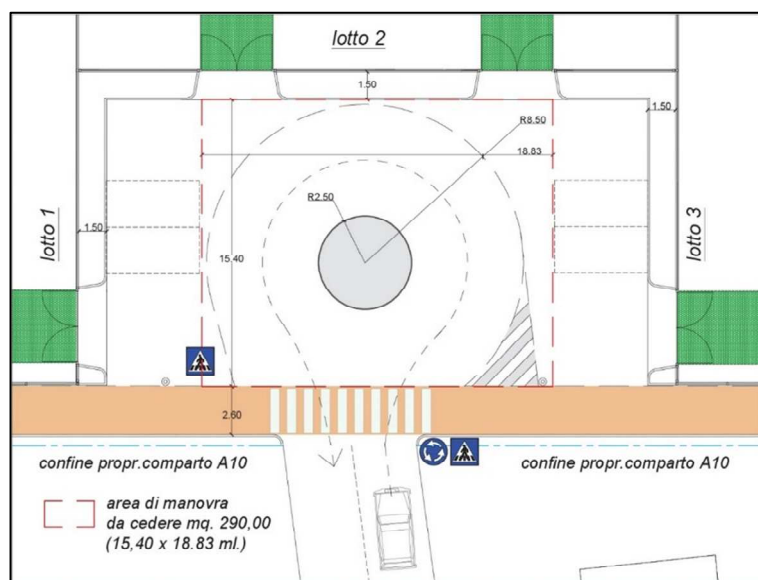 lotto 2
1.50
1.50
R8.50
18.83
R2.50
lotto 1
1.50
lotto 3
15.40
2.60
confine propr.comparto A10
confine propr.comparto A10
area di manovra
da cedere mq. 290,00
(15,40 x 18.83 ml.)